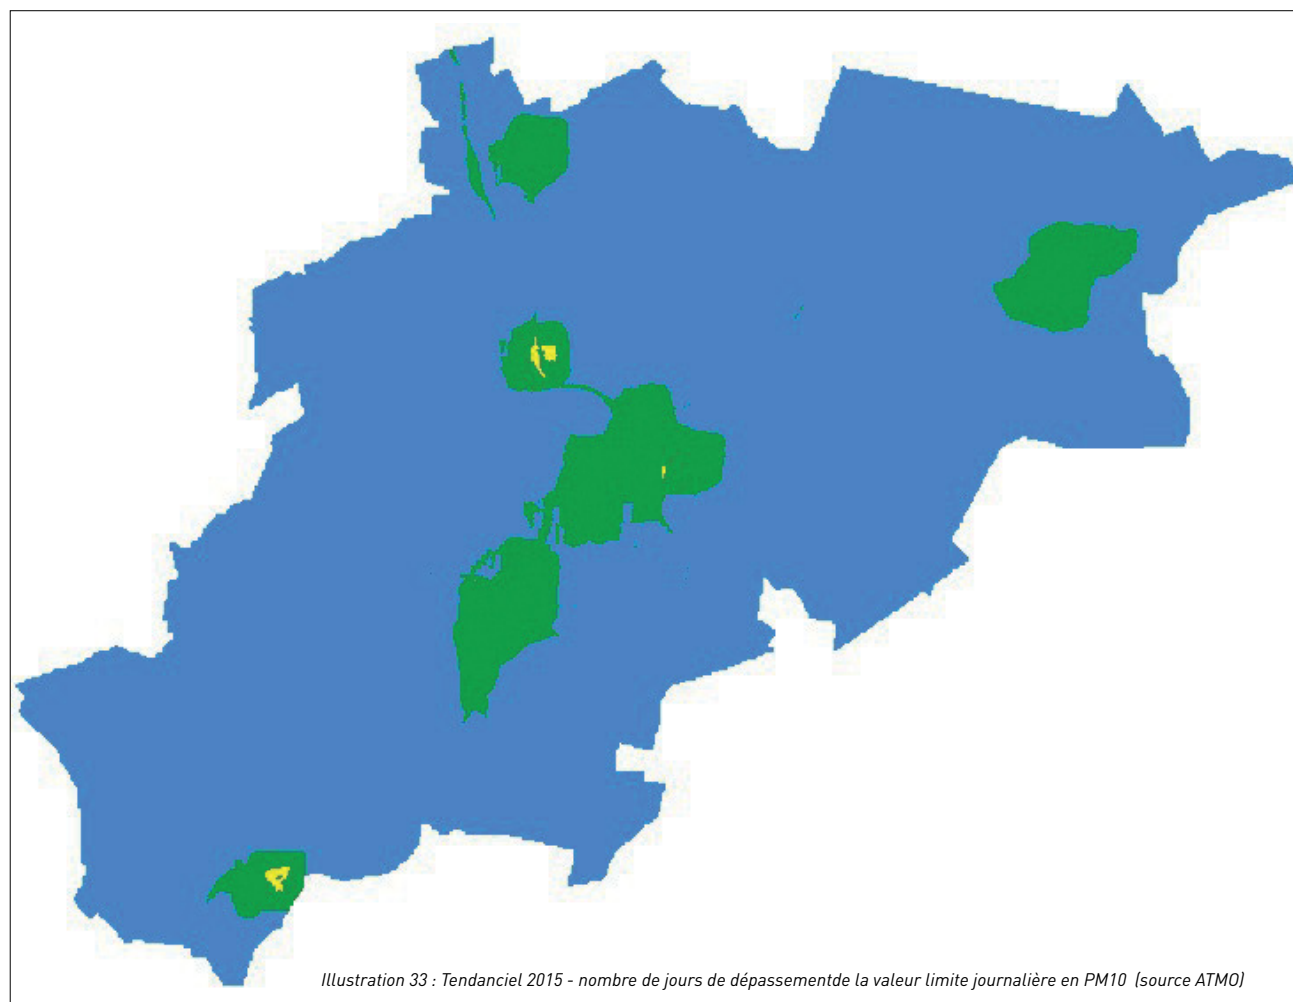 Illustration 33 : Tendanciel 2015 - nombre de jours de dépassementde la valeur limite journalière en PM10 (source ATMO)